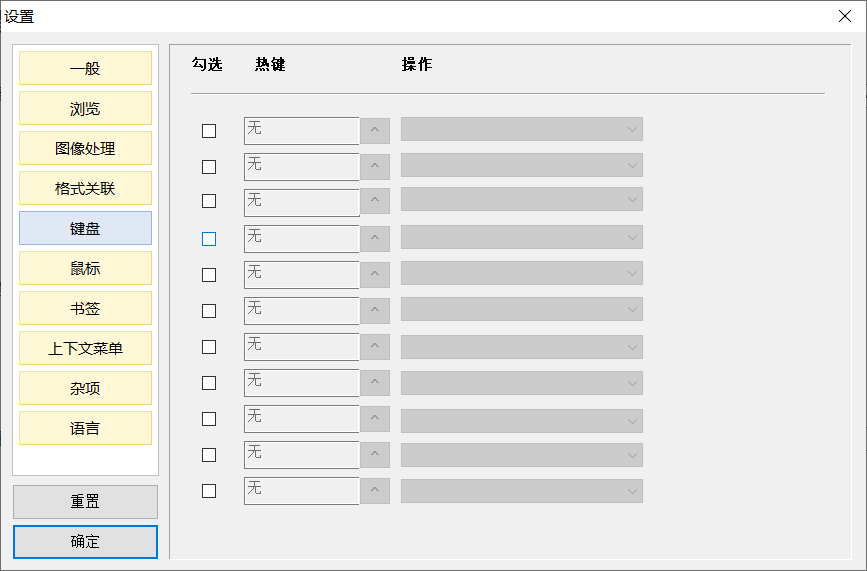 设置
一般
浏览
图像处理
格式关联
键盘
鼠标
书签
上下文菜单
杂项
语言
重置
确定
勾选 热键 操作
无
无
无
无
无
无
无
无
无
无
无